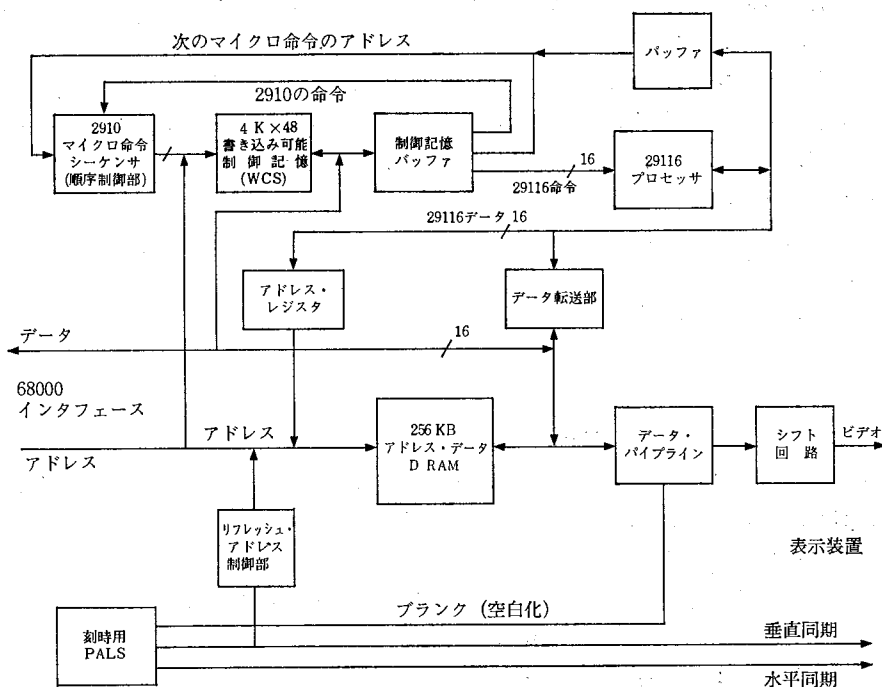 次のマイクロ命令のアドレス
バッファ
2910の命令
2910
マイクロ命令
シーケンサ
(順序制御部)
4 K×48
書き込み可能
制御記憶
(WCS)
制御記憶
バッファ
16
29116命令
29116
プロセッサ
29116データ 16
アドレス・
レジスタ
データ転送部
データ
16
68000
インタフェース
アドレス
アドレス
256 KB
アドレス・データ
D RAM
データ・
パイプライン
シフト
回路
ビデオ
リフレッシュ・
アドレス
制御部
表示装置
刻時用
PALS
ブランク (空白化)
垂直同期
水平同期